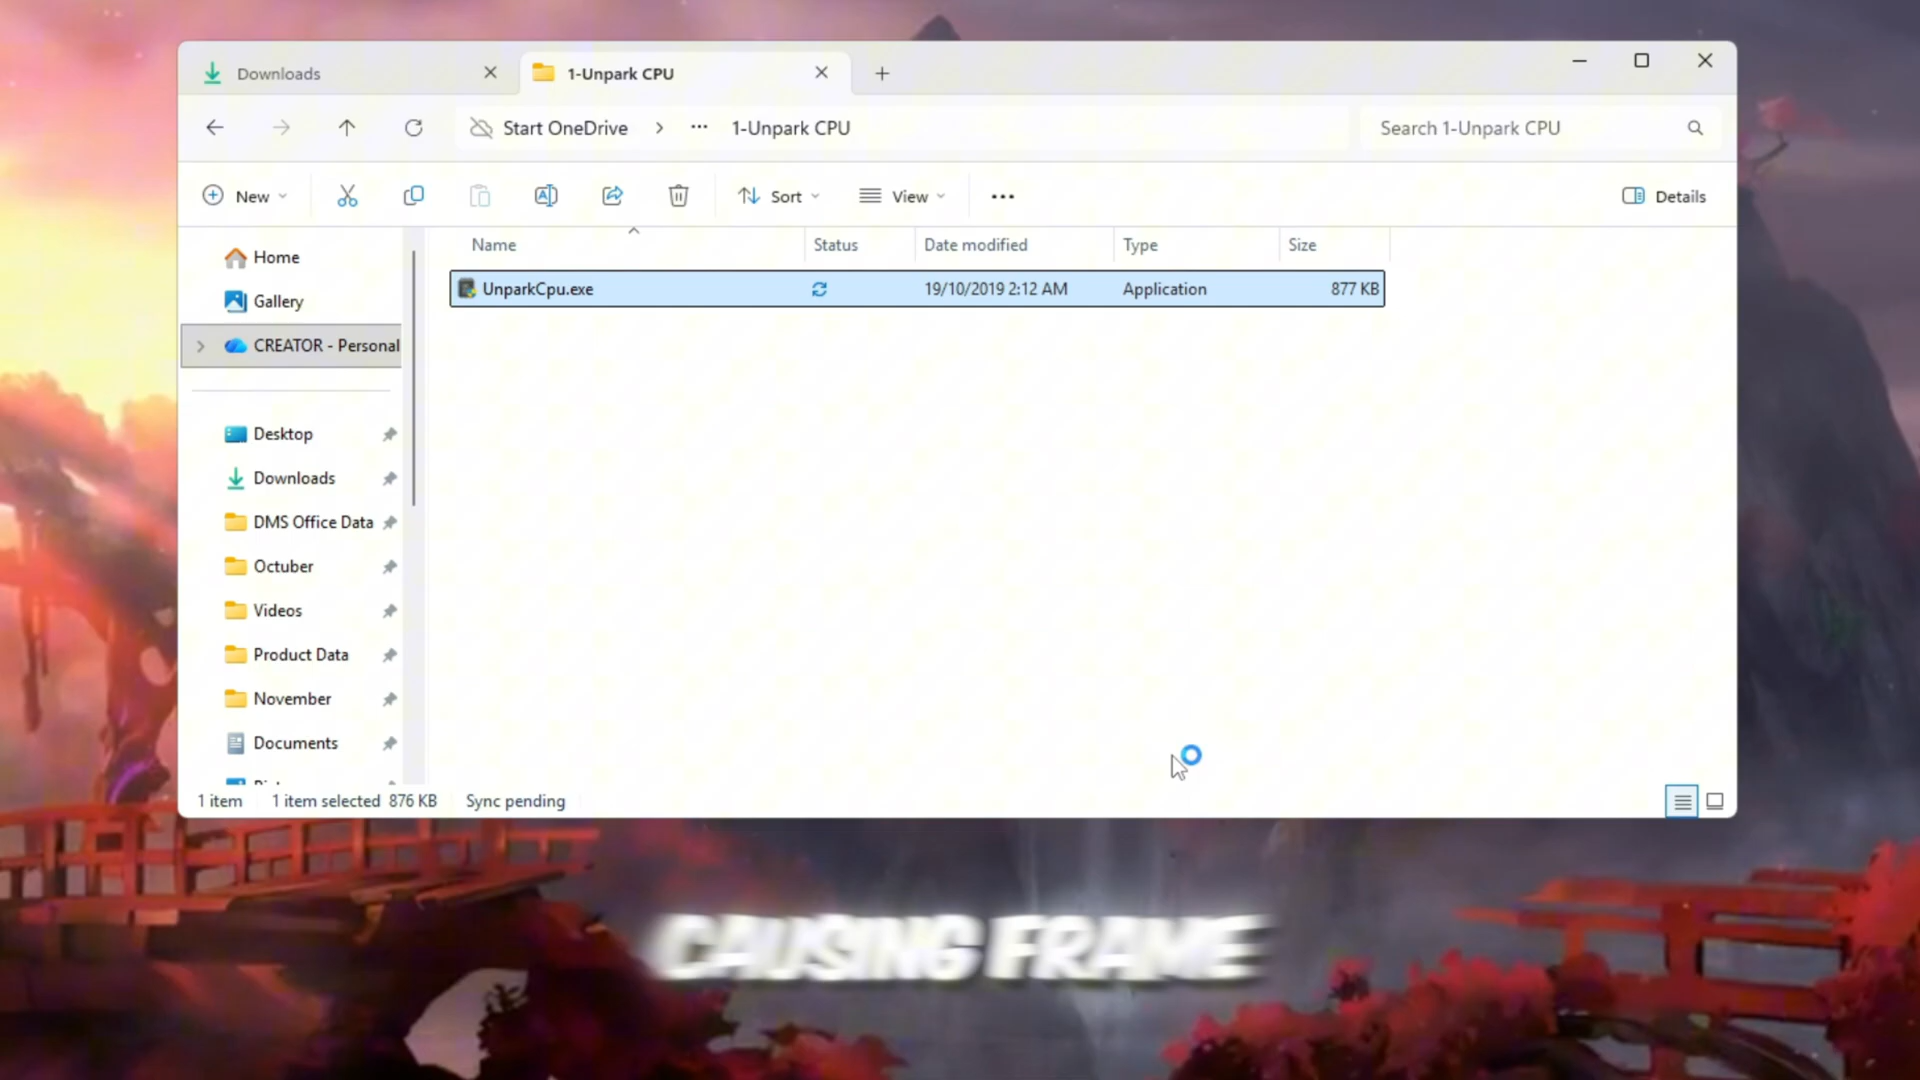 Downloads
1-Unpark CPU
Start OneDrive > ... 1-Unpark CPU
Search 1-Unpark CPU
New
Sort
View
Details
Name Status Date modified Type Size
UnparkCpu.exe 19/10/2019 2:12 AM Application 877 KB
Home
Gallery
CREATOR - Personal
Desktop
Downloads
DMS Office Data
Octuber
Videos
Product Data
November
Documents
1 item 1 item selected 876 KB Sync pending
CAUSING FRAME